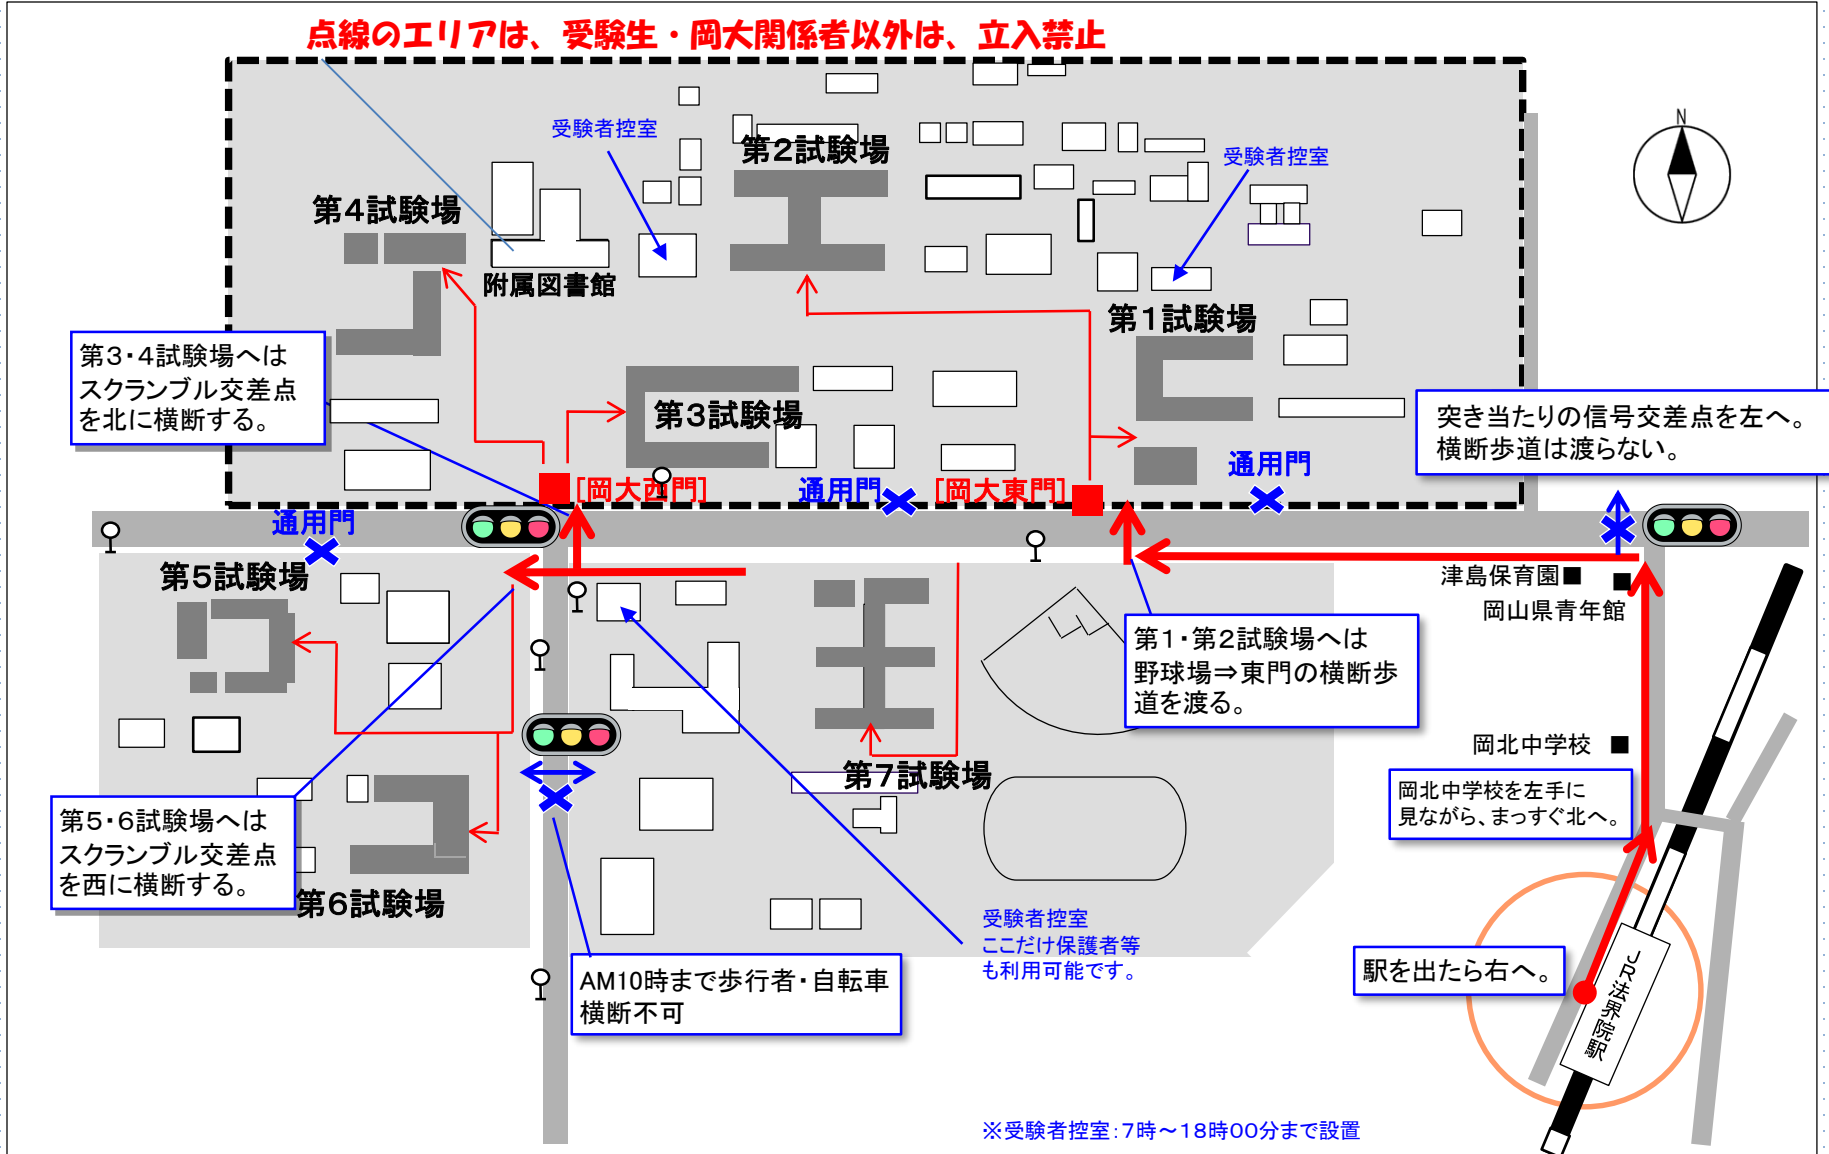 点線のエリアは、受験生・岡大関係者以外は、立入禁止
N
受験者控室
第2試験場
受験者控室
第4試験場
附属図書館
第1試験場
第3・4試験場へは
スクランブル交差点
を北に横断する。
第3試験場
突き当たりの信号交差点を左へ。
横断歩道は渡らない。
通用門
[岡大西門]
通用門
[岡大東門]
通用門
第5試験場
津島保育園■
■
岡山県青年館
第1・第2試験場へは
野球場⇒東門の横断歩
道を渡る。
岡北中学校 ■
第7試験場
岡北中学校を左手に
見ながら、まっすぐ北へ。
第5・6試験場へは
スクランブル交差点
を西に横断する。
第6試験場
受験者控室
ここだけ保護者等
も利用可能です。
駅を出たら右へ。
JR法界院駅
AM10時まで歩行者・自転車
横断不可
※受験者控室:7時～18時00分まで設置